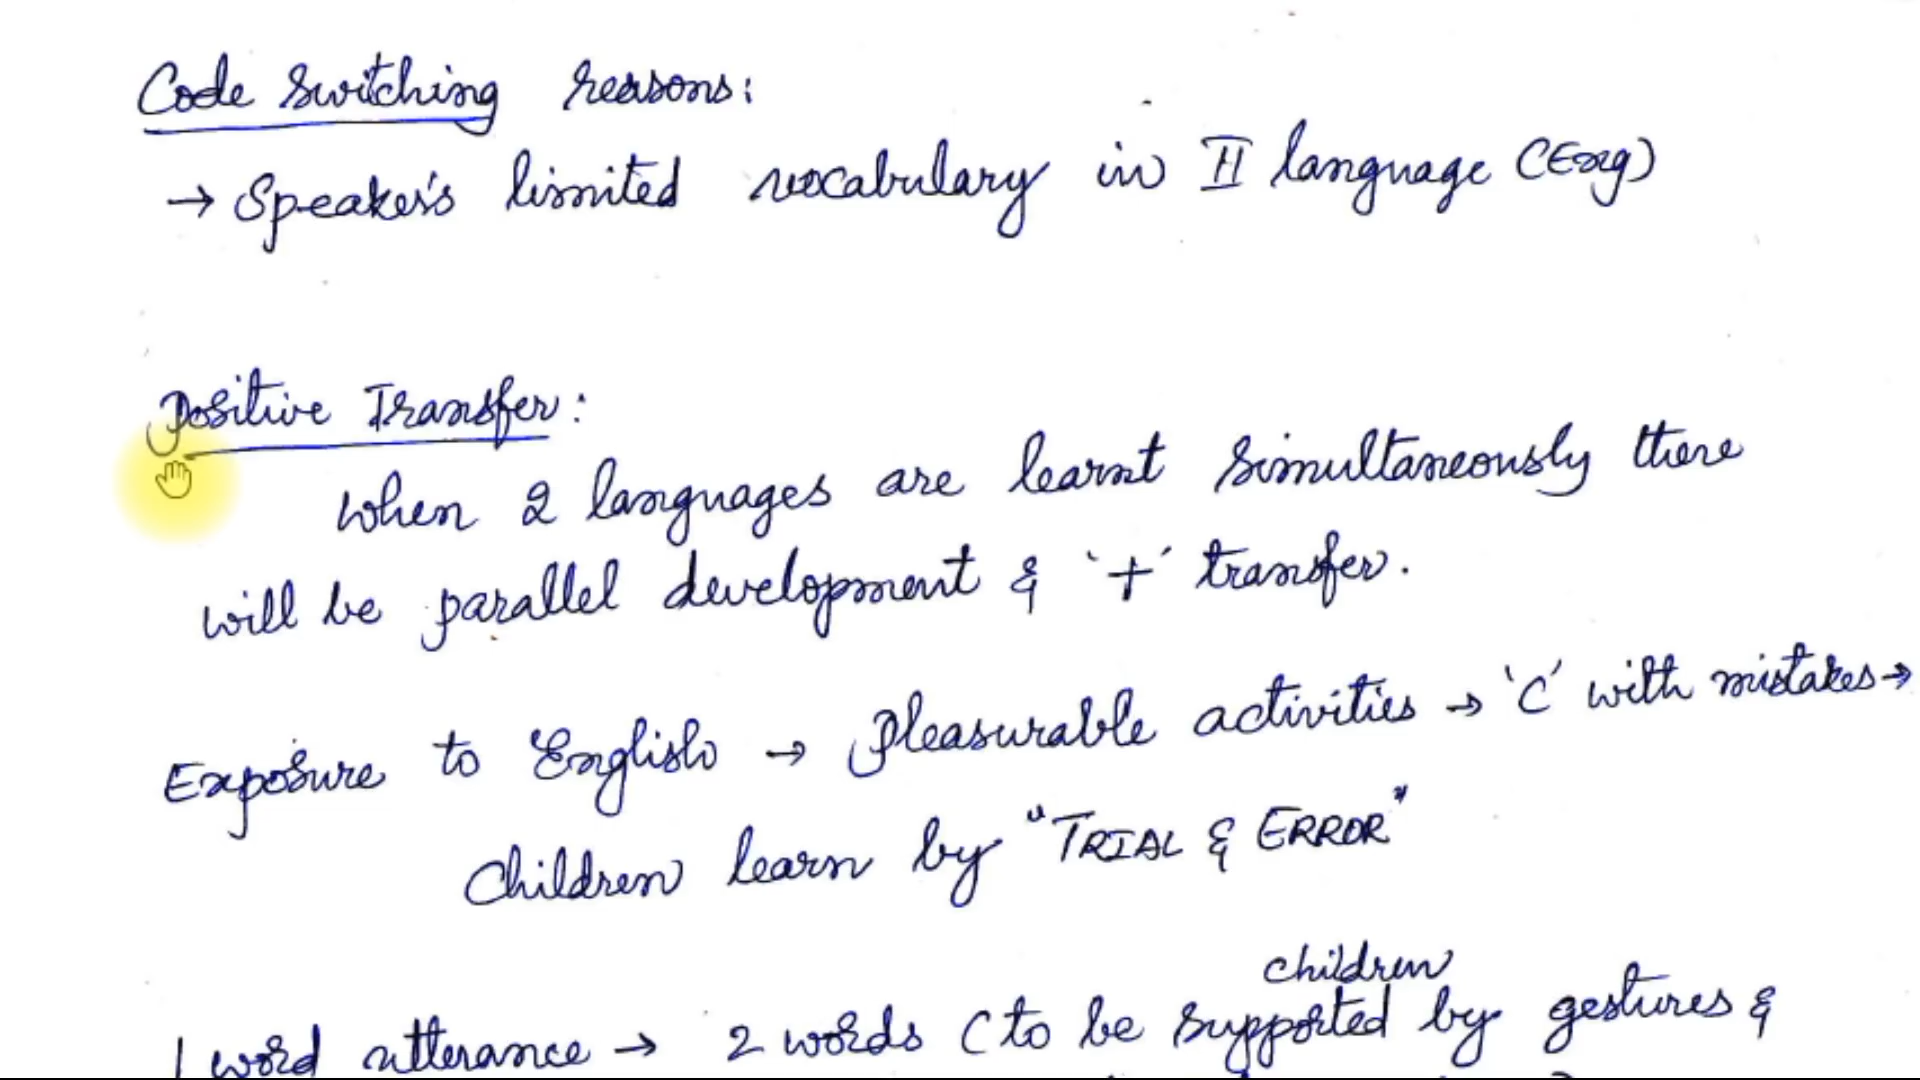 Code Switching reasons:
→ Speaker's limited vocabulary in II language (Eng)
Positive Transfer:
When 2 languages are learnt simultaneously there
will be parallel development & '+' transfer.
Exposure to English → Pleasurable activities → 'C' with mistakes →
Children learn by "TRIAL & ERROR"
children
1 word utterance → 2 words (to be supported by gestures &